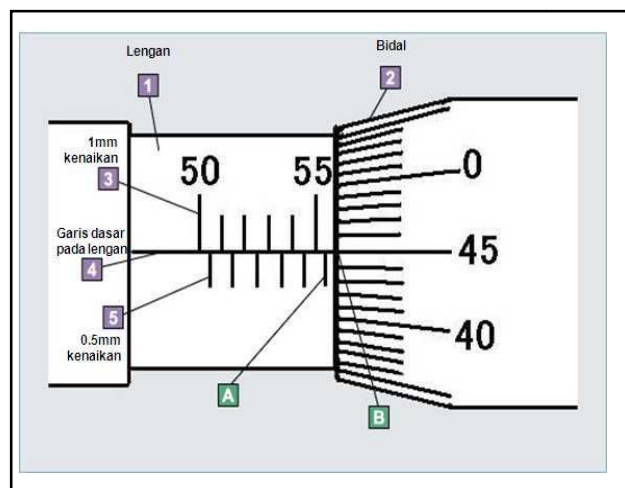 Lengan
Bidal
1
2
1mm
kenaikan
50
55
0
3
Garis dasar
pada lengan
4
45
5
40
0.5mm
kenaikan
A
B